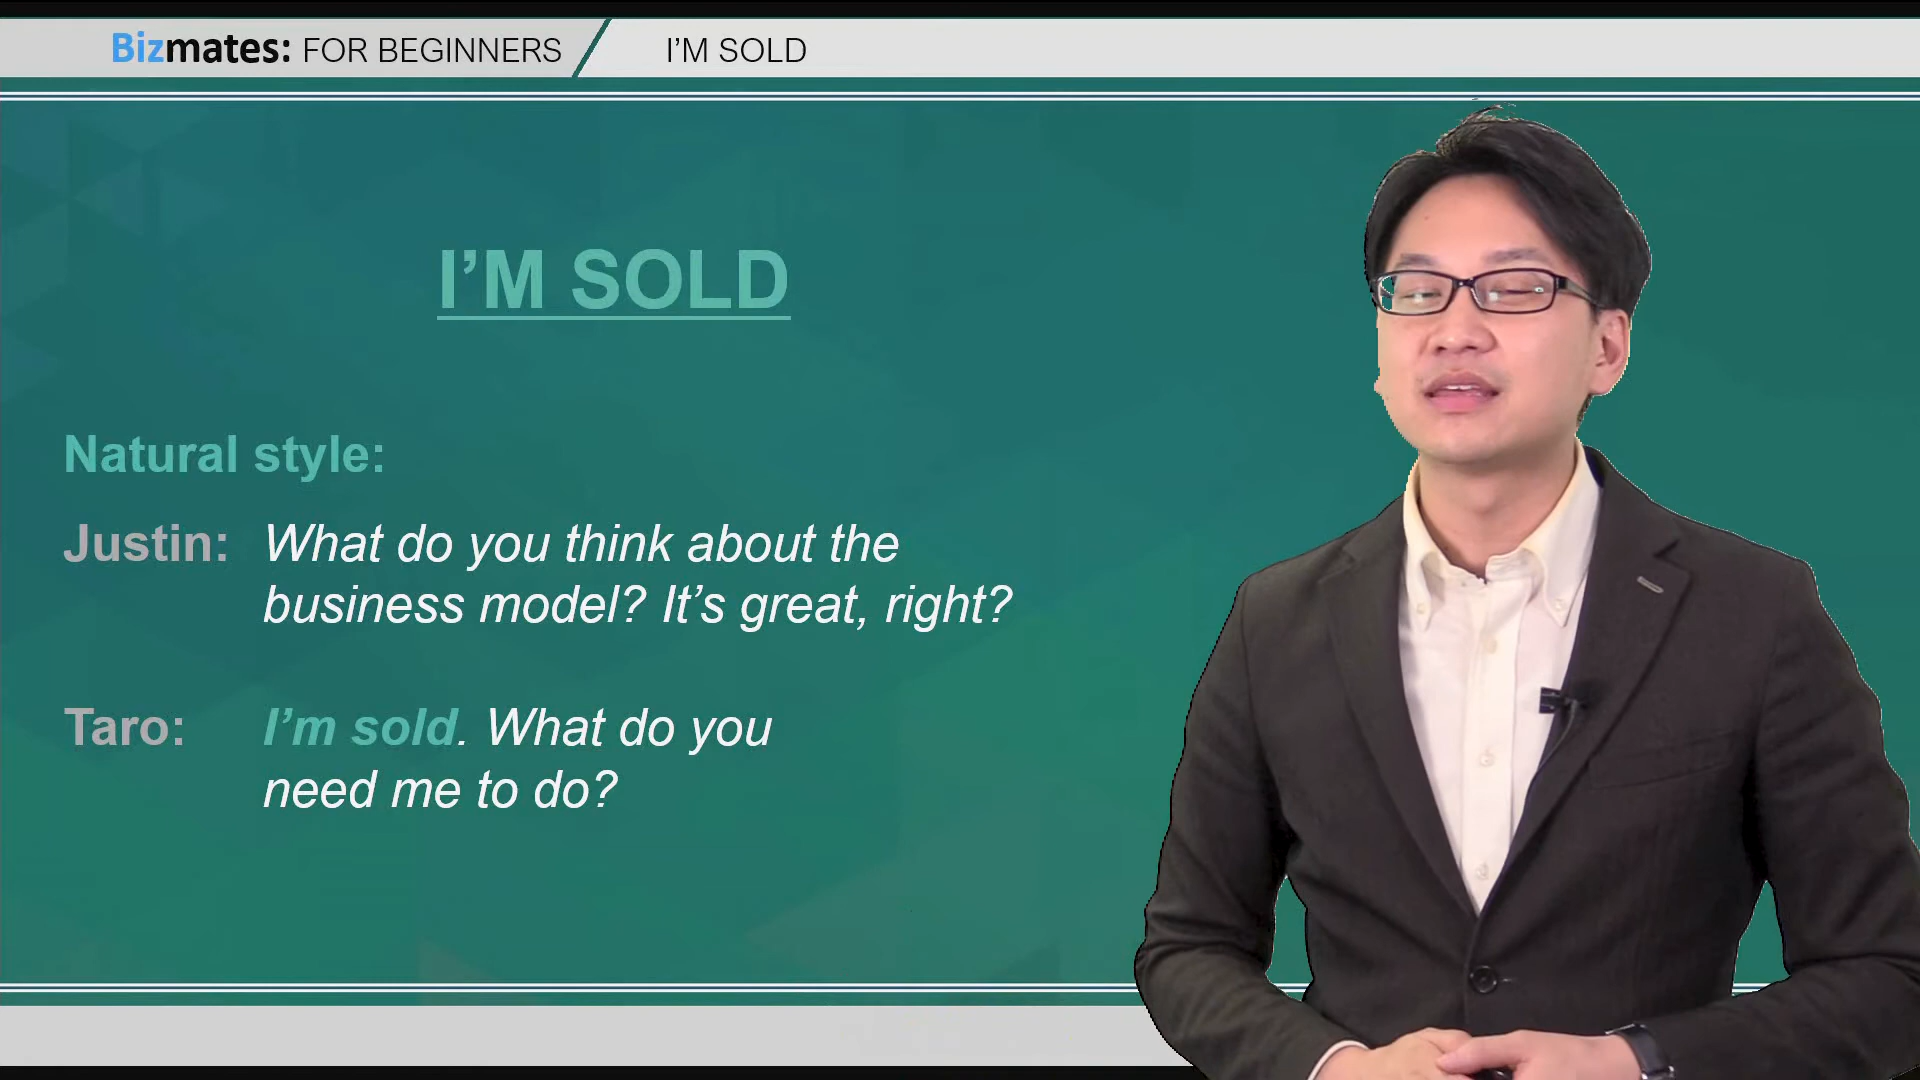 Bizmates: FOR BEGINNERS
I’M SOLD
I’M SOLD
Natural style:
Justin: What do you think about the
business model? It’s great, right?
Taro: I’m sold. What do you
need me to do?